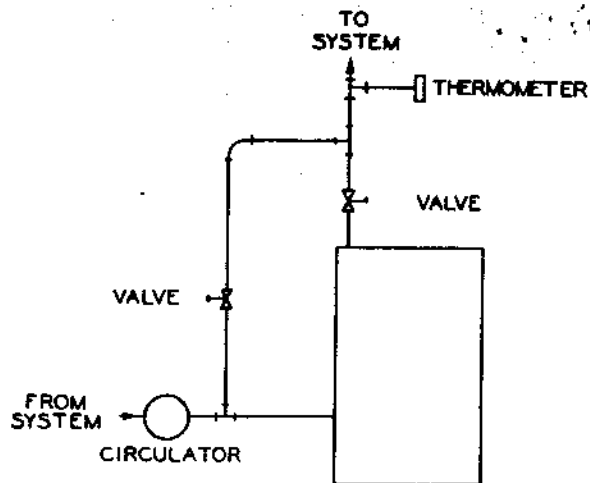 TO
SYSTEM
THERMOMETER
VALVE
VALVE
FROM
SYSTEM
CIRCULATOR